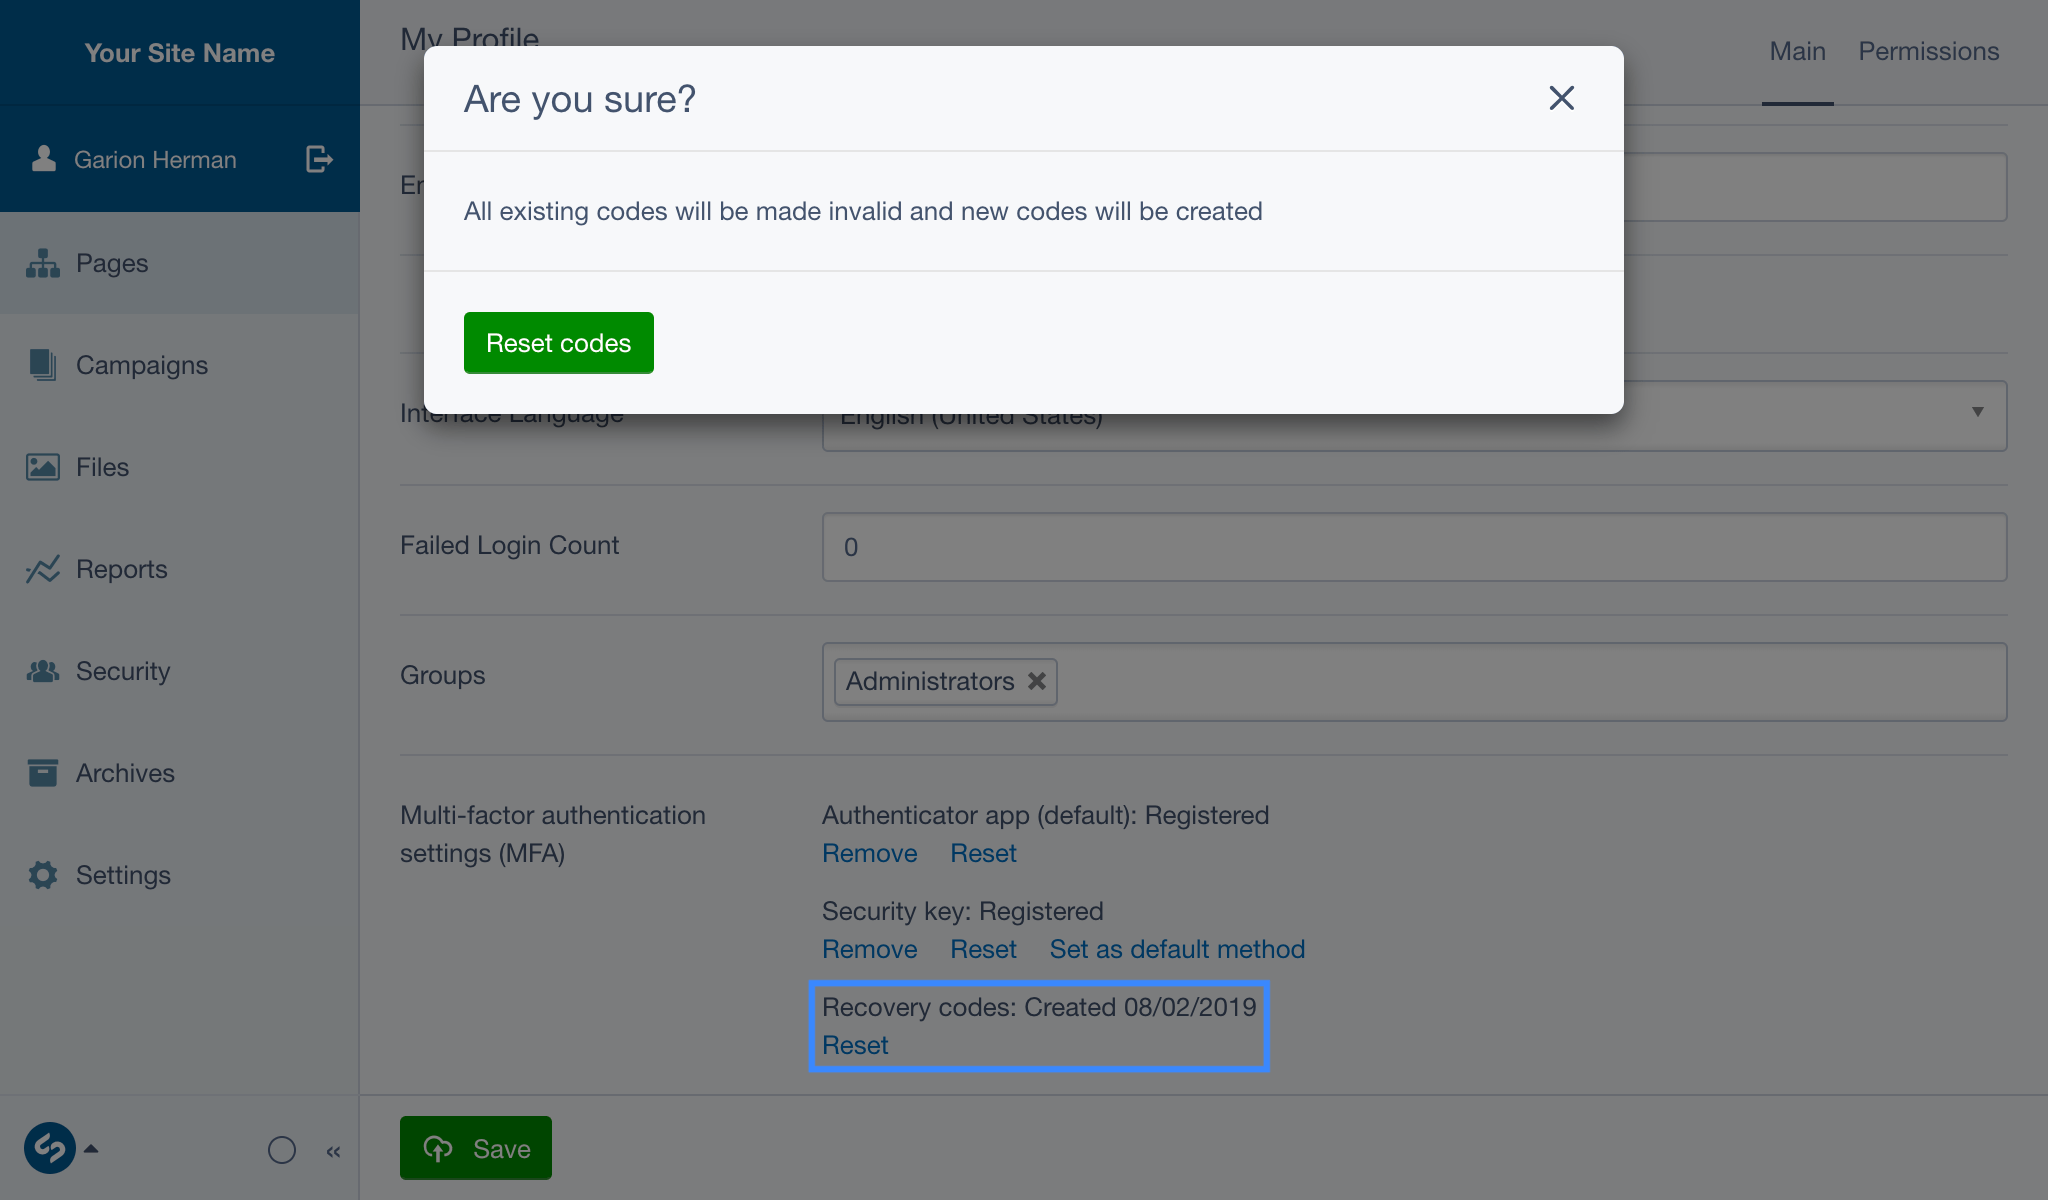 Your Site Name
Garion Herman
Pages
Campaigns
Files
Reports
Security
Archives
Settings
My Profile
Main Permissions
Are you sure?
All existing codes will be made invalid and new codes will be created
Reset codes
Interface Language
English (United States)
Failed Login Count
0
Groups
Administrators
Multi-factor authentication
settings (MFA)
Authenticator app (default): Registered
Remove Reset
Security key: Registered
Remove Reset Set as default method
Recovery codes: Created 08/02/2019
Reset
Save